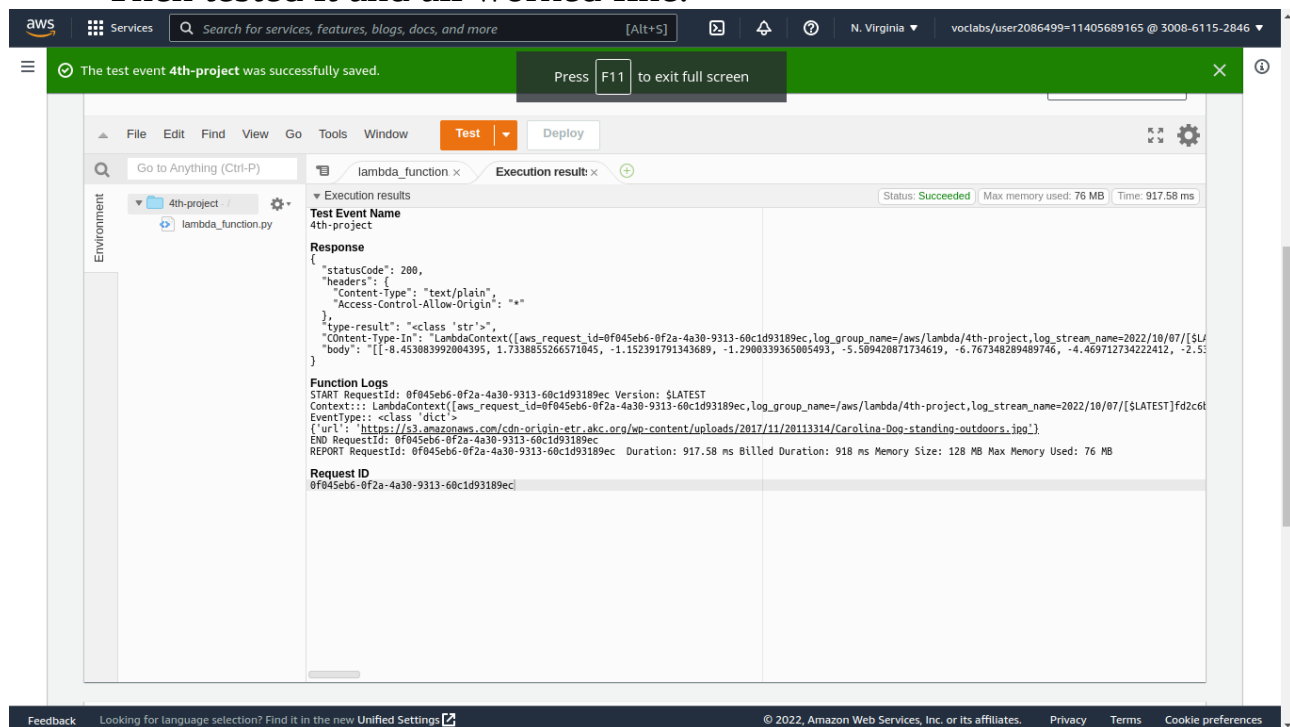 Then tested it and all worked fine.
aws Services Search for services, features, blogs, docs, and more [Alt+S] N. Virginia voclabs/user2086499=11405689165 @ 3008-6115-2846
The test event 4th-project was successfully saved.
Press F11 to exit full screen
File Edit Find View Go Tools Window Test Deploy
Go to Anything (Ctrl-P)
lambda_function × Execution results ×
Environment
4th-project - /
lambda_function.py
Execution results Status: Succeeded Max memory used: 76 MB Time: 917.58 ms
Test Event Name
4th-project
Response
{
"statusCode": 200,
"headers": {
"Content-Type": "text/plain",
"Access-Control-Allow-Origin": "*"
},
"type-result": "<class 'str'>",
"COntent-Type-In": "LambdaContext([aws_request_id=0f045eb6-0f2a-4a30-9313-60c1d93189ec,log_group_name=/aws/lambda/4th-project,log_stream_name=2022/10/07/[$LA
"body": "[[-8.453083992004395, 1.7338855266571045, -1.152391791343689, -1.2900339365005493, -5.509420871734619, -6.767348289489746, -4.469712734222412, -2.53
}
Function Logs
START RequestId: 0f045eb6-0f2a-4a30-9313-60c1d93189ec Version: $LATEST
Context::: LambdaContext([aws_request_id=0f045eb6-0f2a-4a30-9313-60c1d93189ec,log_group_name=/aws/lambda/4th-project,log_stream_name=2022/10/07/[$LATEST]fd2c6b
EventType:: <class 'dict'>
{'url': 'https://s3.amazonaws.com/cdn-origin-etr.akc.org/wp-content/uploads/2017/11/20113314/Carolina-Dog-standing-outdoors.jpg'}
END RequestId: 0f045eb6-0f2a-4a30-9313-60c1d93189ec
REPORT RequestId: 0f045eb6-0f2a-4a30-9313-60c1d93189ec Duration: 917.58 ms Billed Duration: 918 ms Memory Size: 128 MB Max Memory Used: 76 MB
Request ID
0f045eb6-0f2a-4a30-9313-60c1d93189ec
Feedback Looking for language selection? Find it in the new Unified Settings © 2022, Amazon Web Services, Inc. or its affiliates. Privacy Terms Cookie preferences